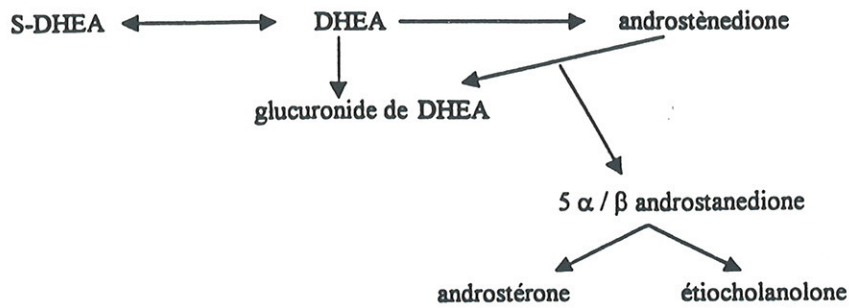 S-DHEA DHEA androstènedione
glucuronide de DHEA
5 α / β androstanedione
androstérone étiocholanolone